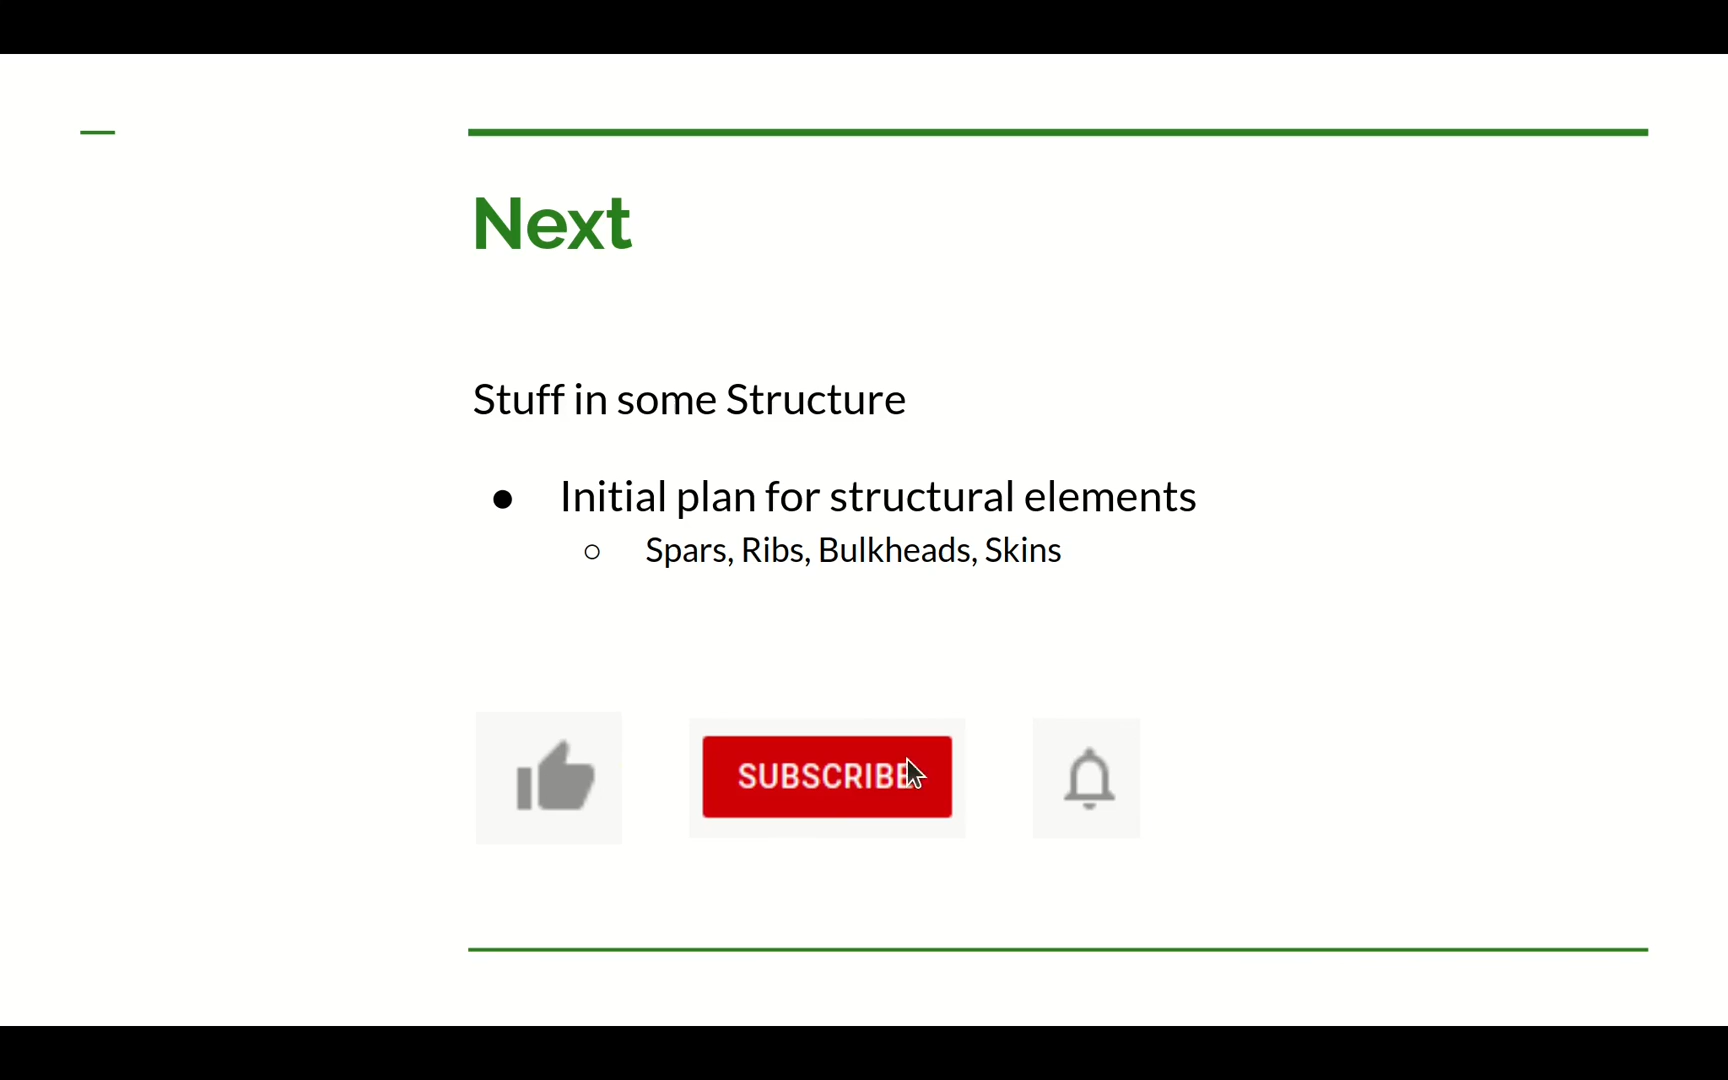 Next
Stuff in some Structure
● Initial plan for structural elements
○ Spars, Ribs, Bulkheads, Skins
SUBSCRIBE